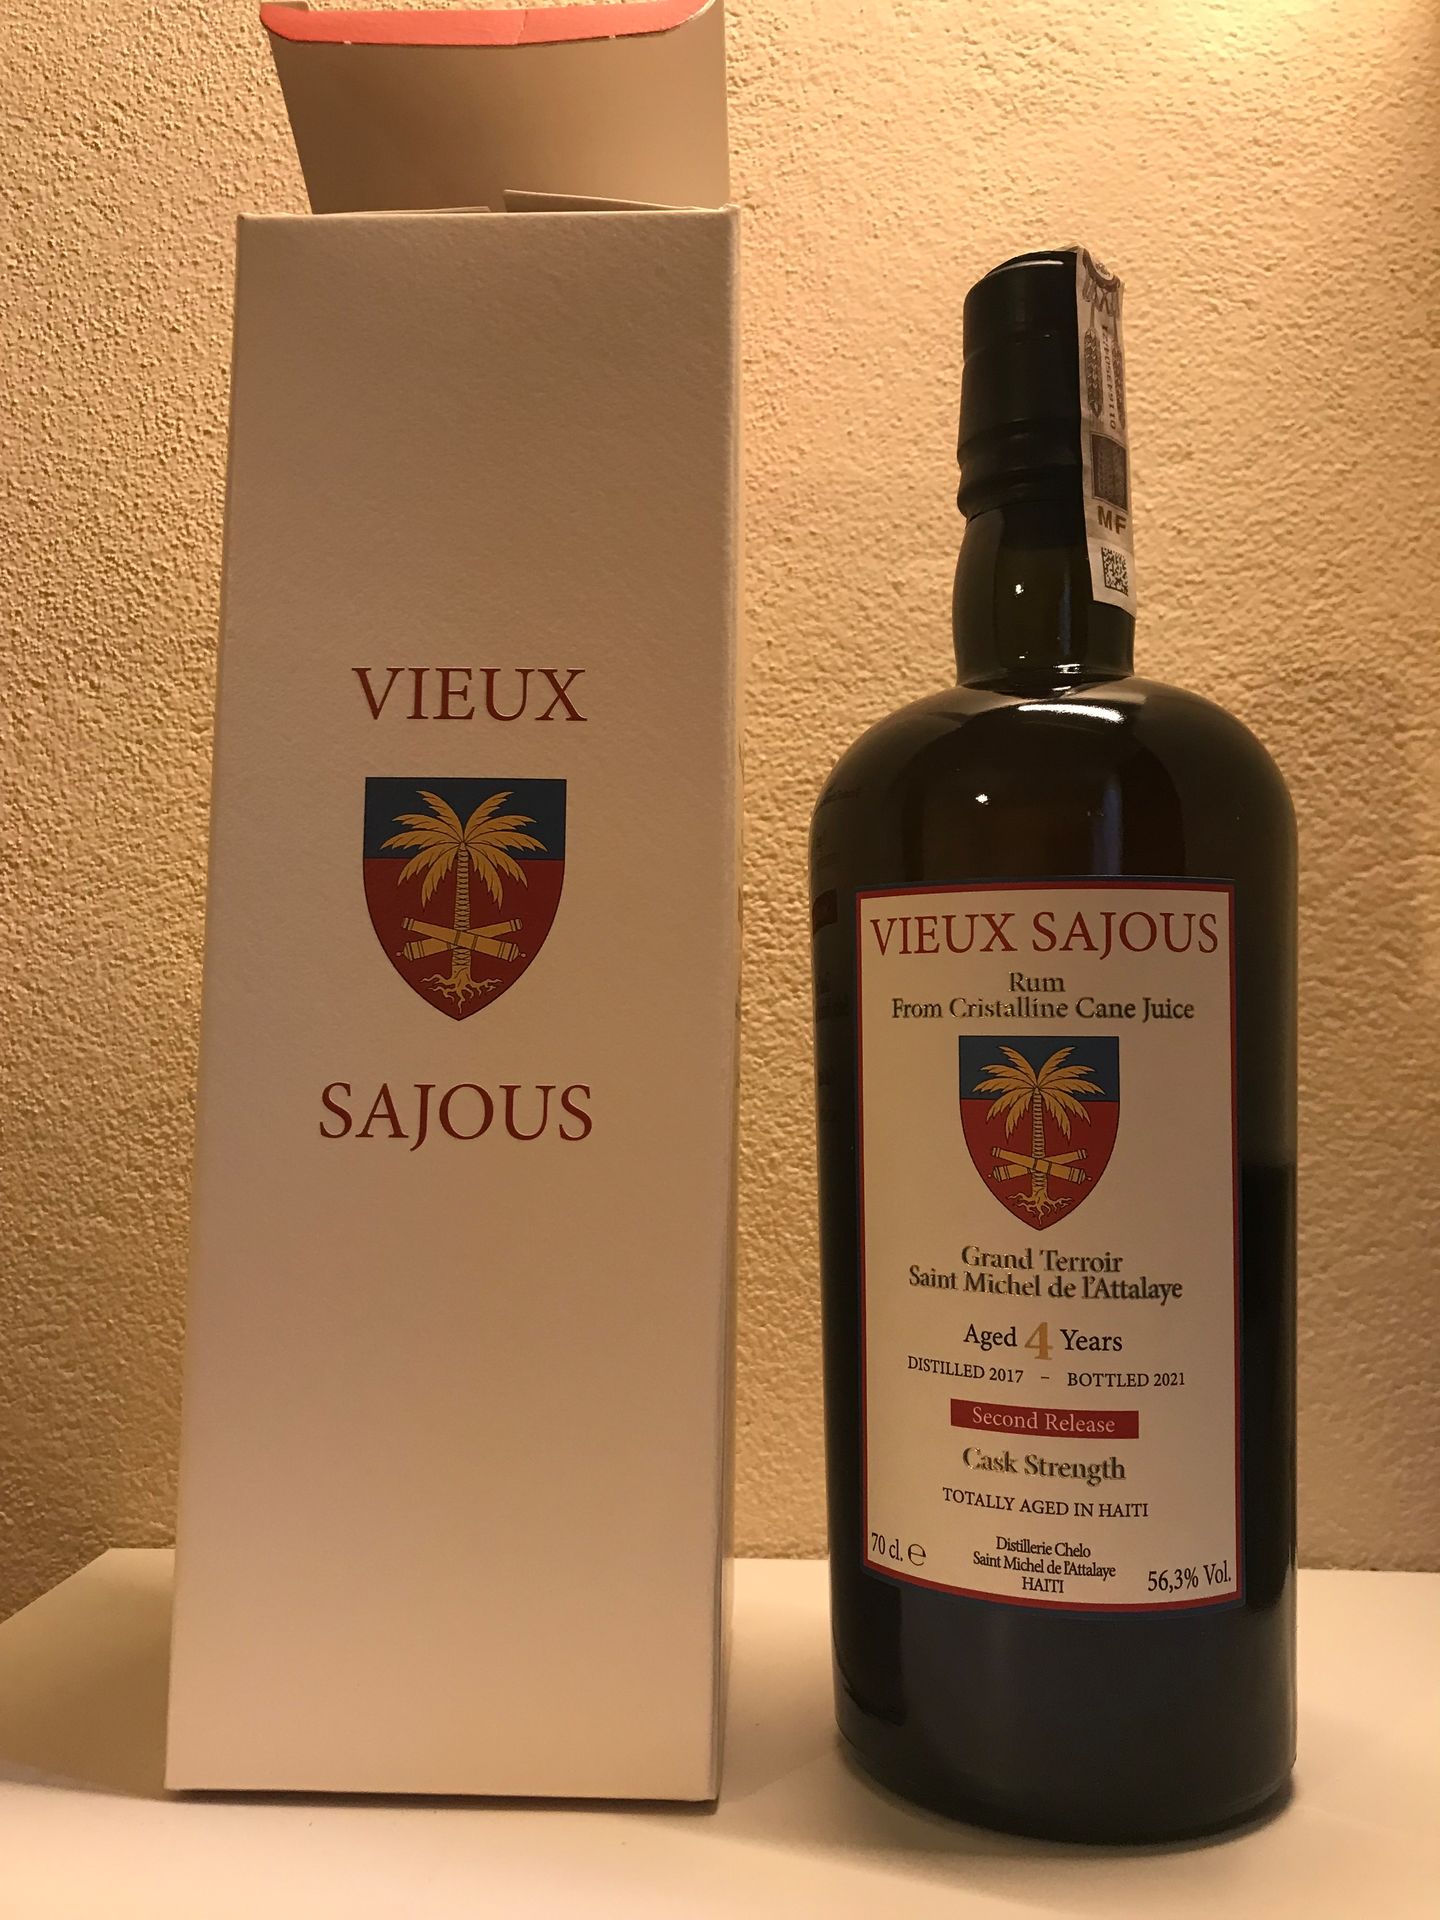 VIEUX
SAJOUS
MF
VIEUX SAJOUS
Rum
From Cristalline Cane Juice
Grand Terroir
Saint Michel de l'Attalaye
Aged 4 Years
DISTILLED 2017 – BOTTLED 2021
Second Release
Cask Strength
TOTALLY AGED IN HAITI
70 cl. ℮
Distillerie Chelo
Saint Michel de l'Attalaye
HAITI
56,3% Vol.